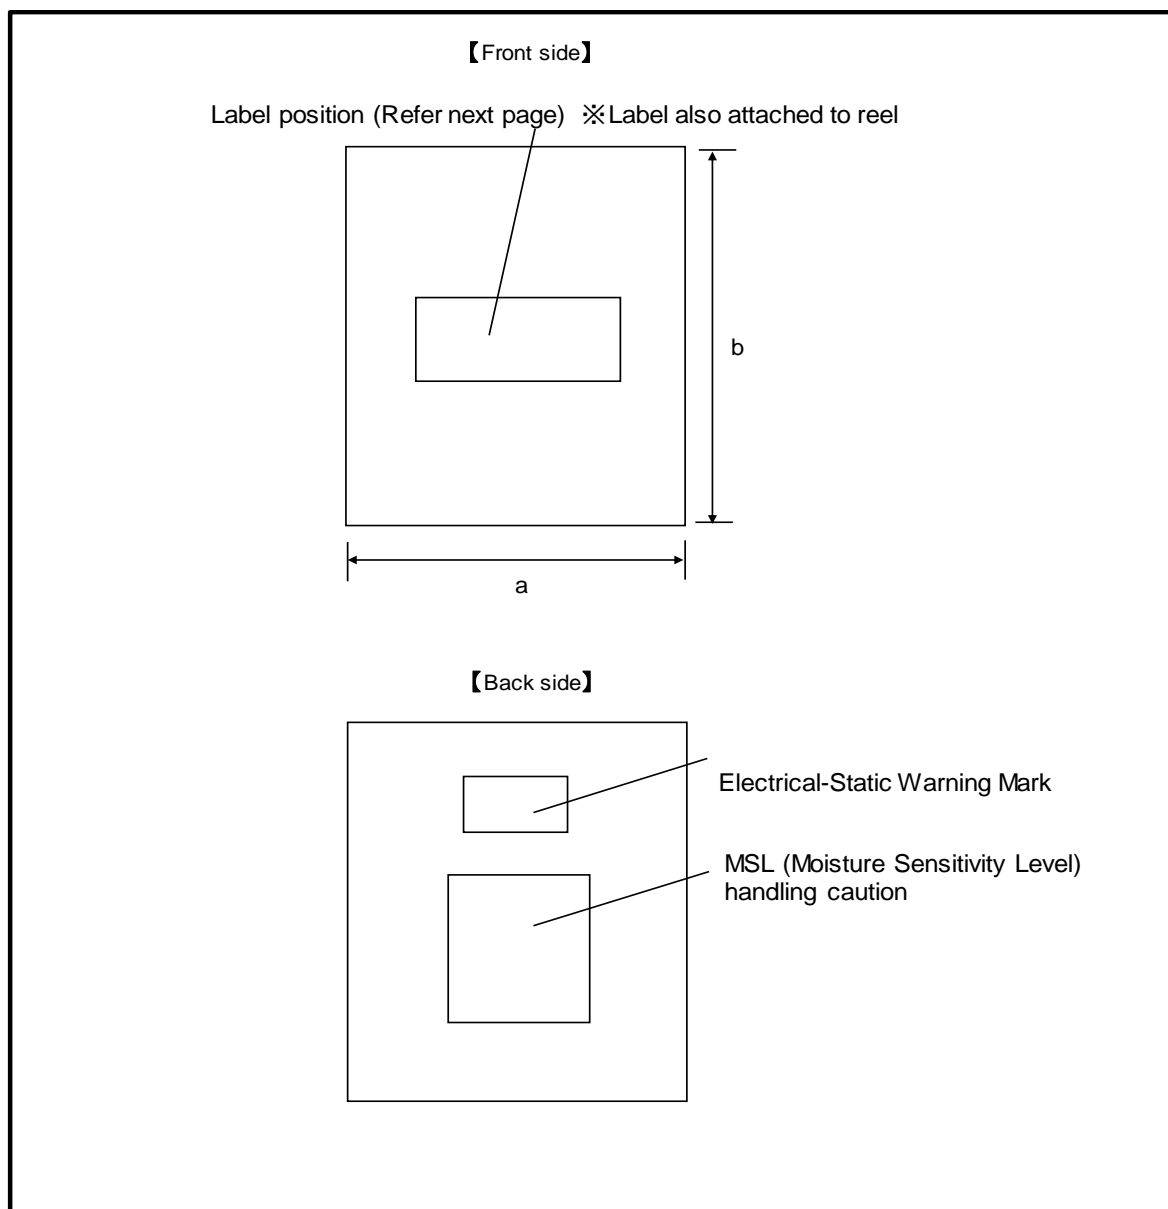 【Front side】
Label position (Refer next page) ※Label also attached to reel
b
a
【Back side】
Electrical-Static Warning Mark
MSL (Moisture Sensitivity Level)
handling caution